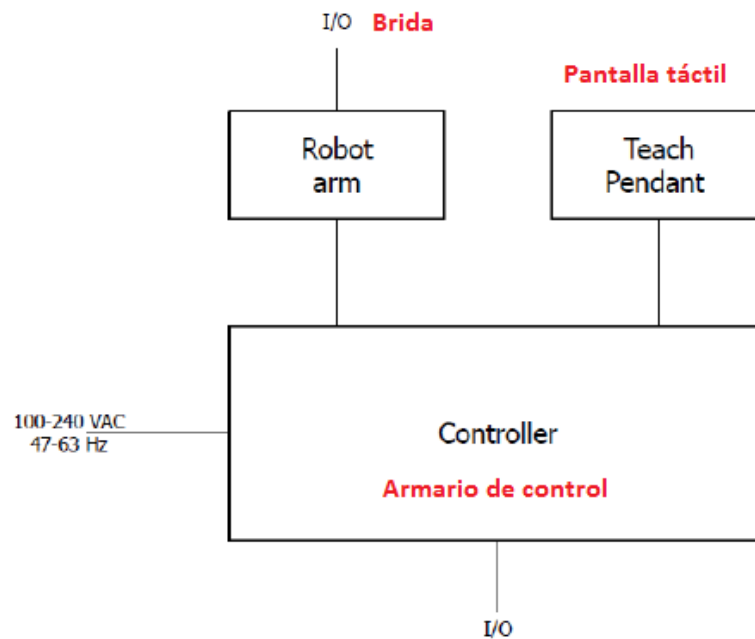 I/O Brida
Pantalla táctil
Robot
arm
Teach
Pendant
100-240 VAC
47-63 Hz
Controller
Armario de control
I/O